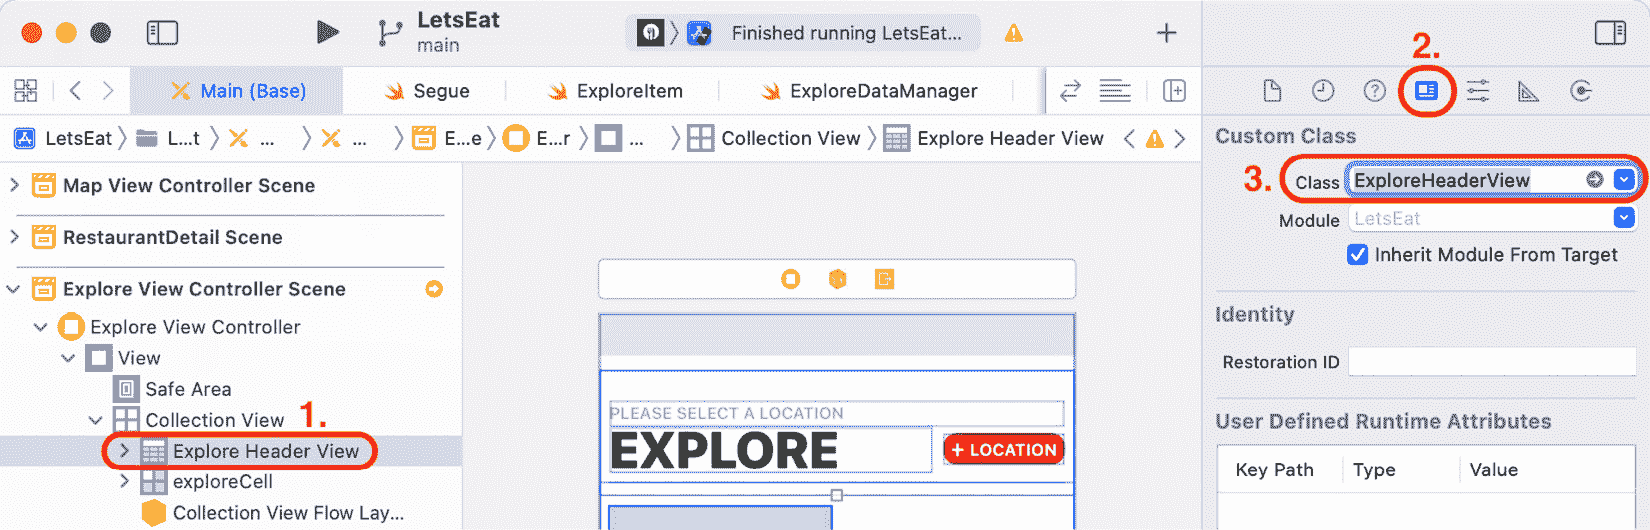 LetsEat
main
Finished running LetsEat...
2.
Main (Base)
Segue
ExploreItem
ExploreDataManager
LetsEat
L...t
...
...
E...e
E...r
...
Collection View
Explore Header View
Custom Class
3.
Class
ExploreHeaderView
Module
LetsEat
Inherit Module From Target
Identity
Restoration ID
User Defined Runtime Attributes
Key Path
Type
Value
Map View Controller Scene
RestaurantDetail Scene
Explore View Controller Scene
Explore View Controller
View
Safe Area
Collection View
1.
Explore Header View
exploreCell
Collection View Flow Lay...
PLEASE SELECT A LOCATION
EXPLORE
+ LOCATION